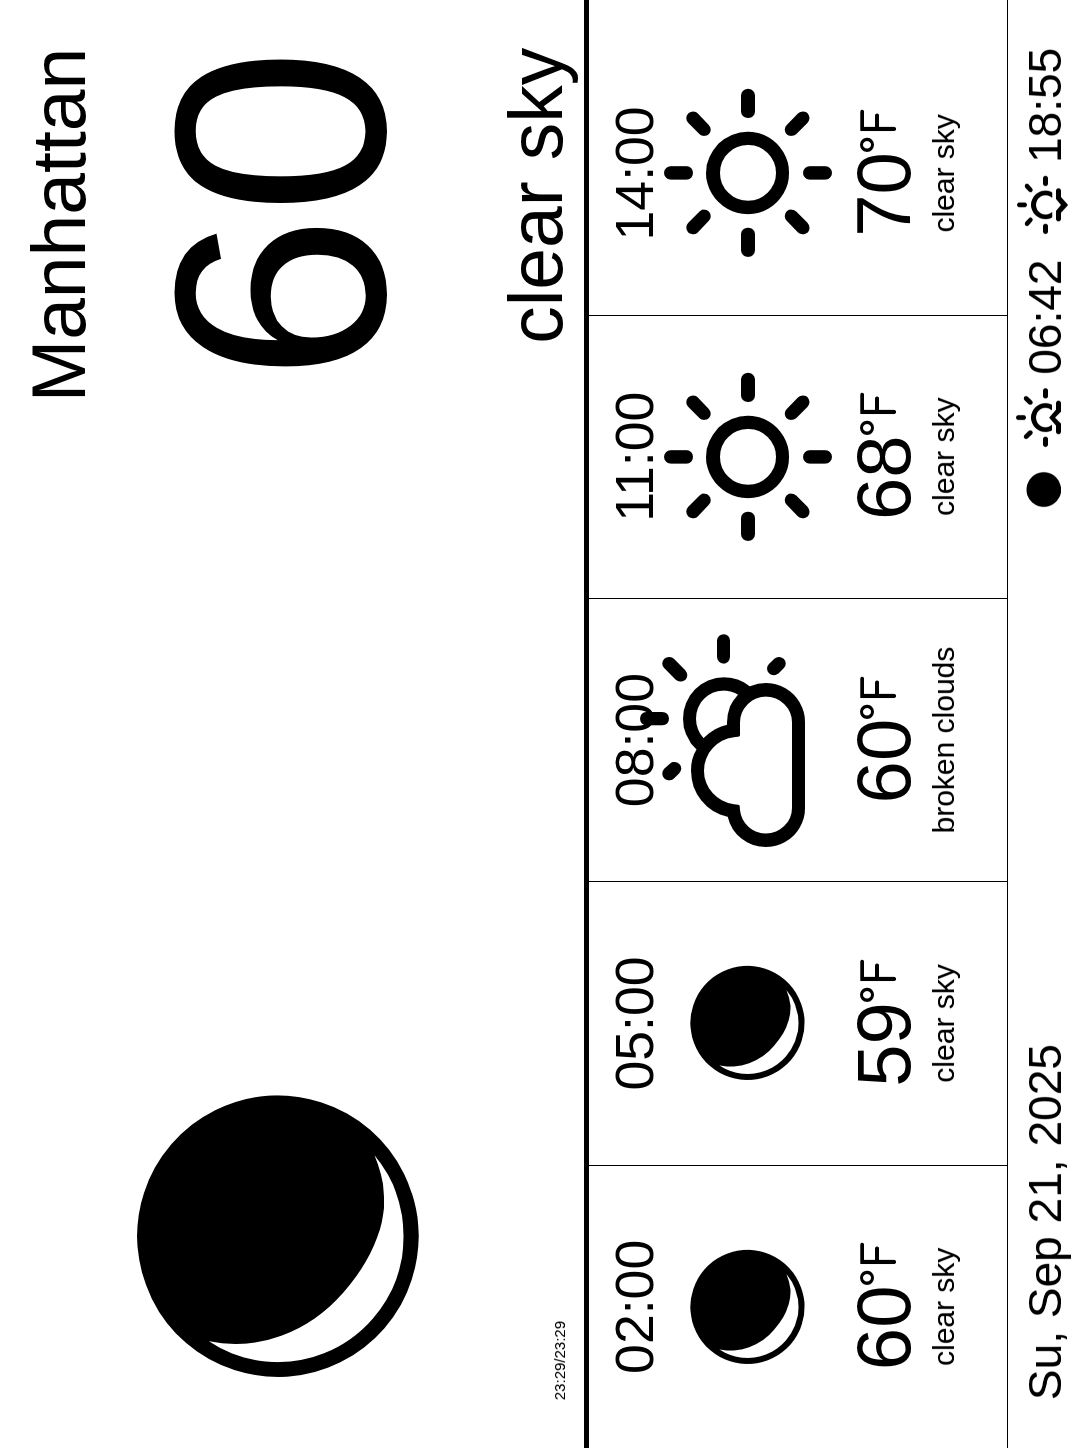 Manhattan
60
clear sky
23:29/23:29
02:00
60°F
clear sky
05:00
59°F
clear sky
08:00
60°F
broken clouds
11:00
68°F
clear sky
14:00
70°F
clear sky
Su, Sep 21, 2025
06:42
18:55